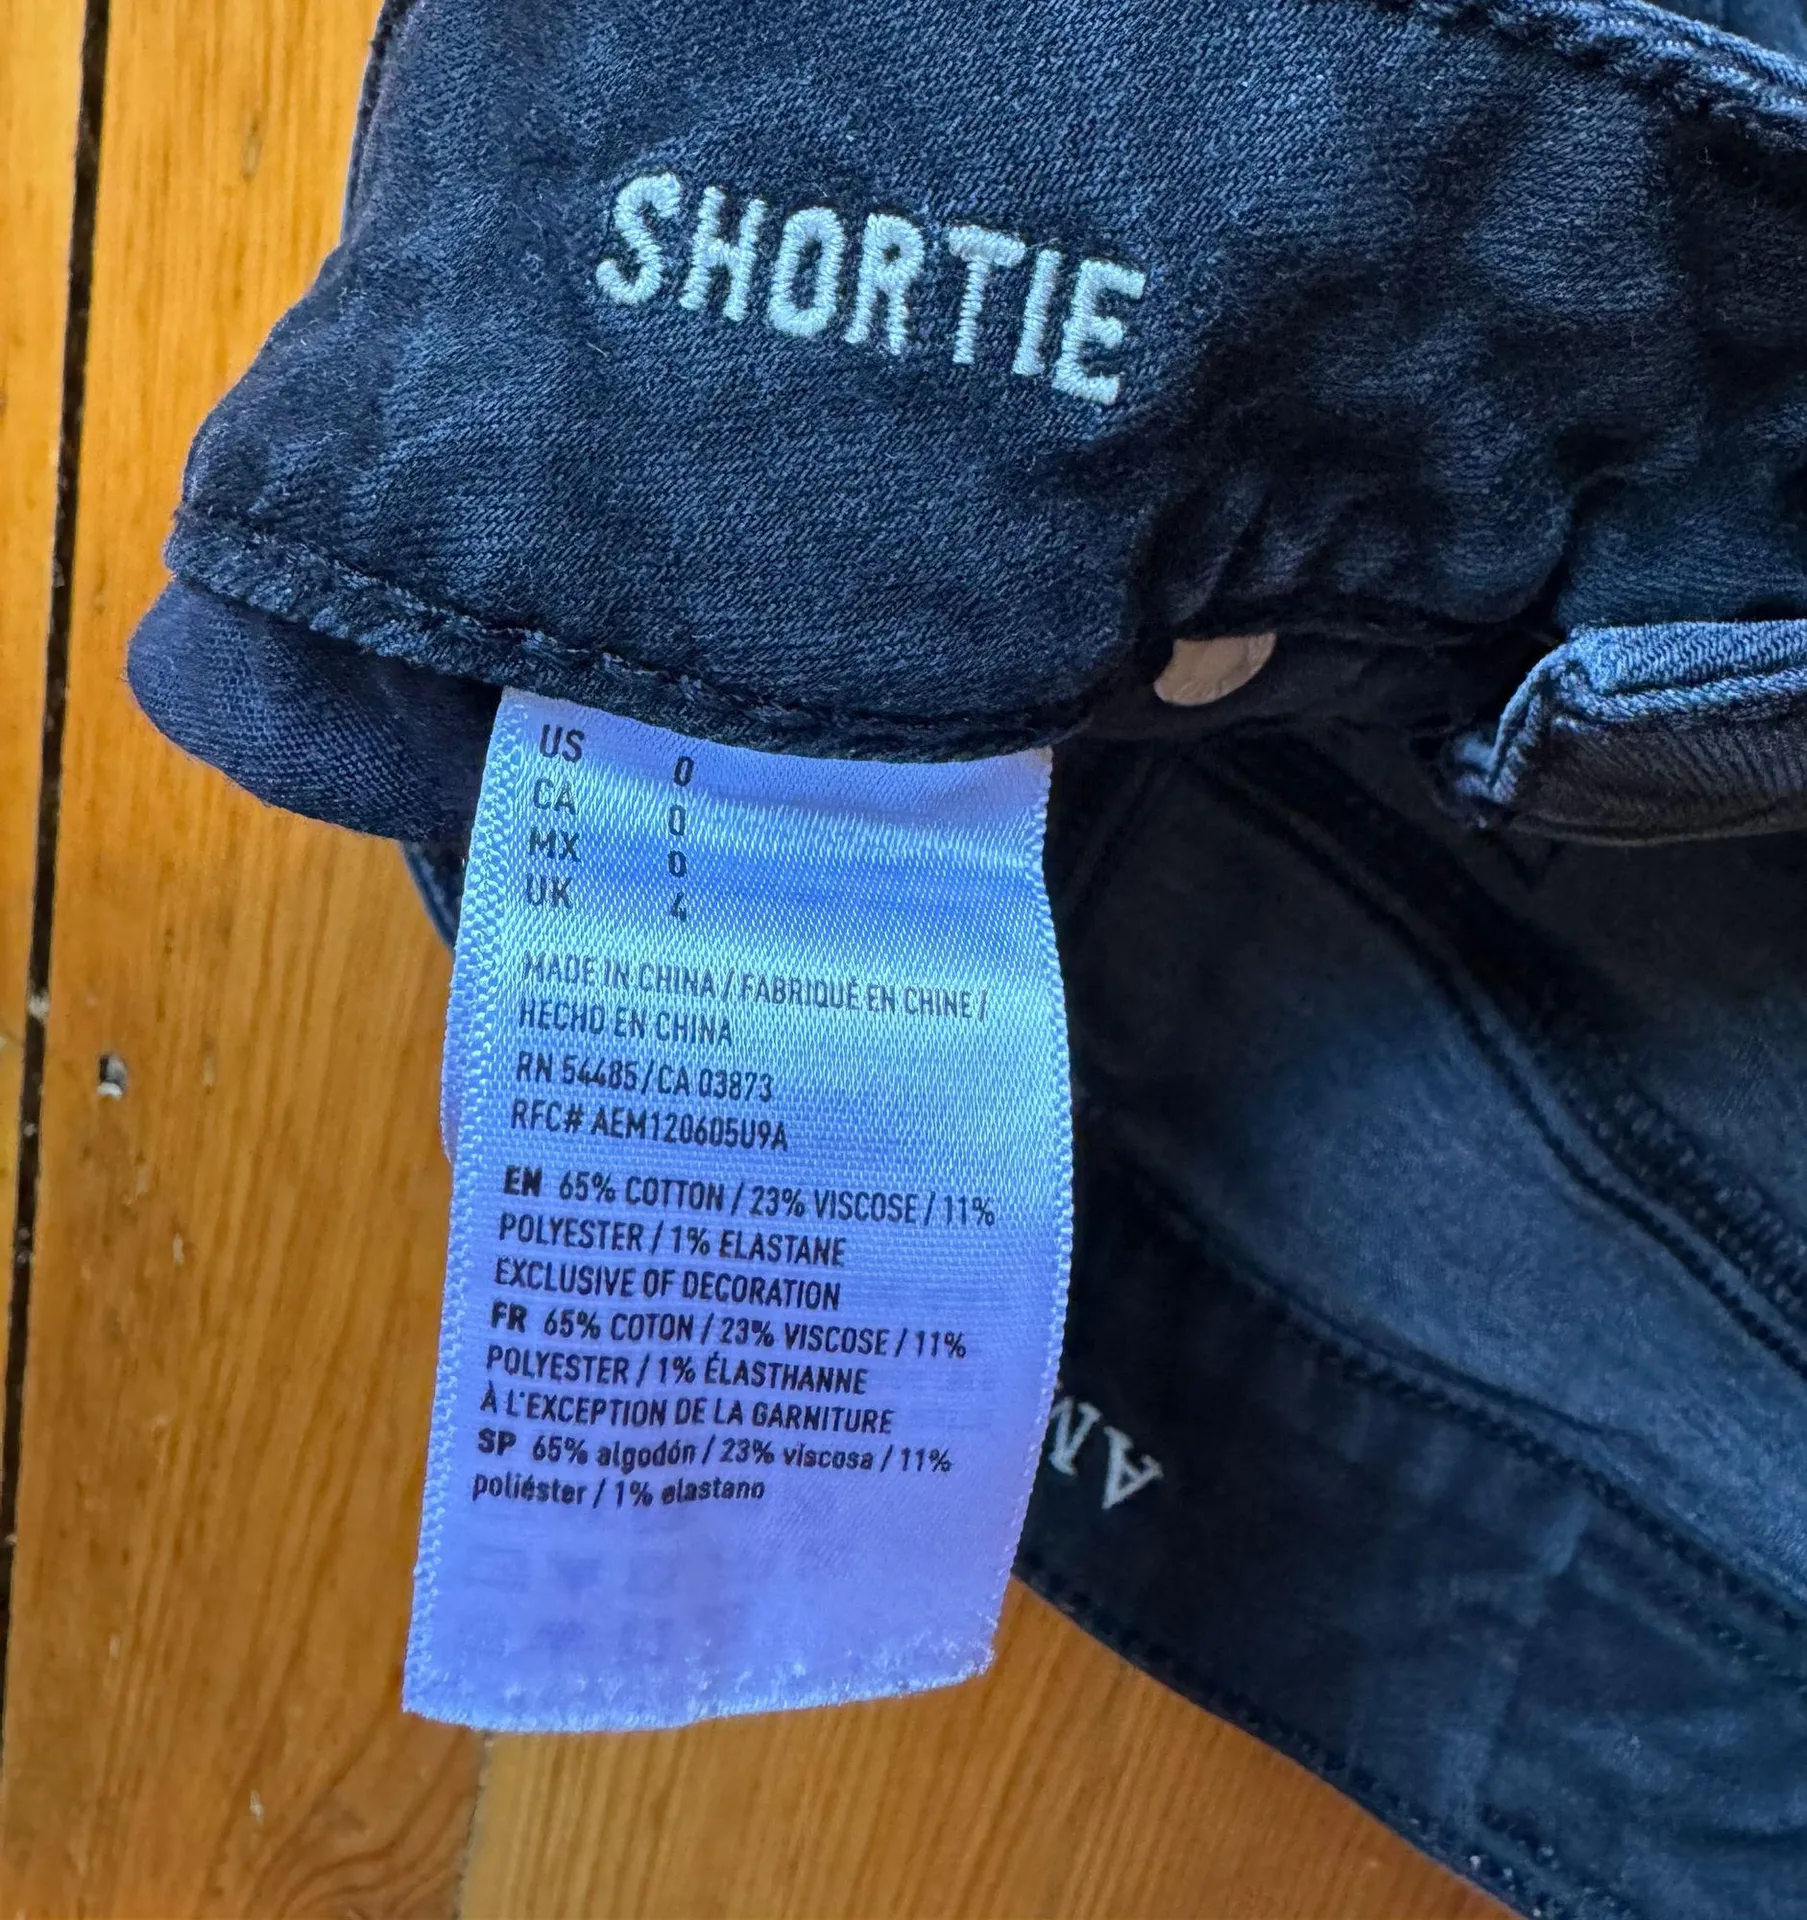 SHORTIE
US 0
CA 0
MX 0
UK 4
MADE IN CHINA / FABRIQUÉ EN CHINE /
HECHO EN CHINA
RN 54485 / CA 03873
RFC# AEM120605U9A
EN 65% COTTON / 23% VISCOSE / 11%
POLYESTER / 1% ELASTANE
EXCLUSIVE OF DECORATION
FR 65% COTON / 23% VISCOSE / 11%
POLYESTER / 1% ÉLASTHANNE
À L'EXCEPTION DE LA GARNITURE
SP 65% algodón / 23% viscosa / 11%
poliéster / 1% elastano